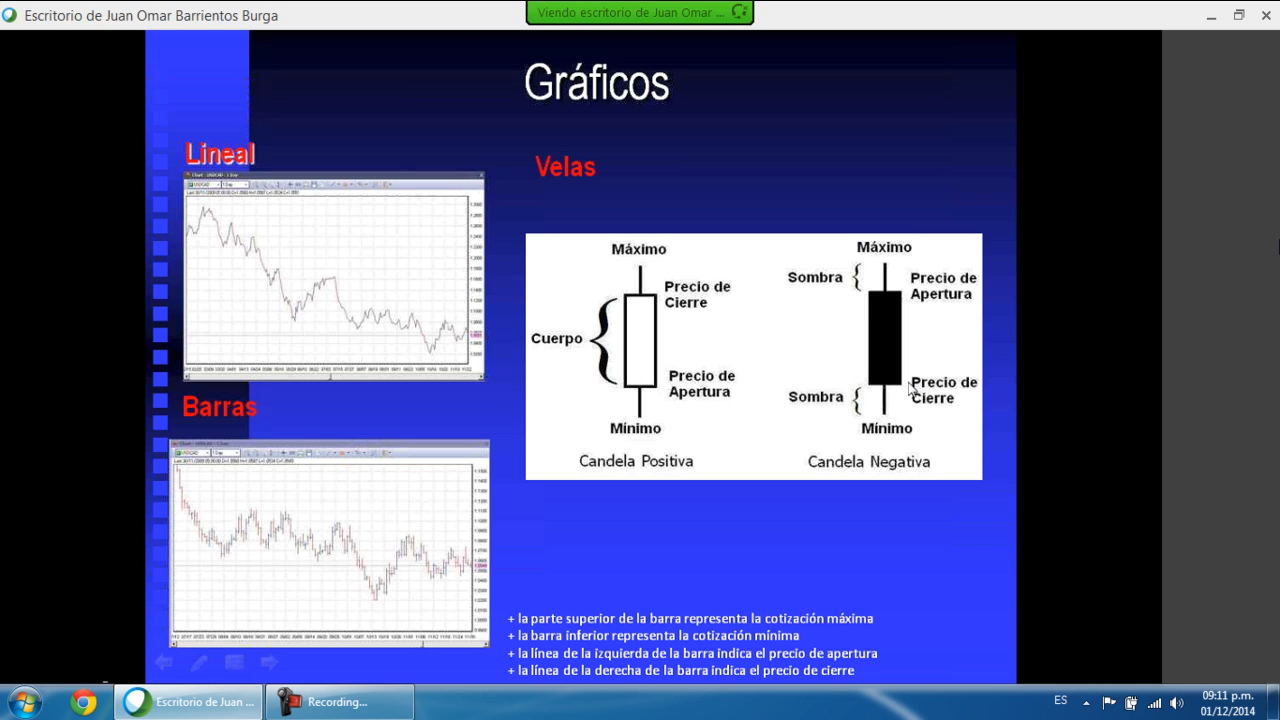 Escritorio de Juan Omar Barrientos Burga
Viendo escritorio de Juan Omar ...
Gráficos
Lineal
Velas
Máximo
Precio de
Cierre
Cuerpo
Precio de
Apertura
Mínimo
Candela Positiva
Máximo
Sombra
Precio de
Apertura
Precio de
Cierre
Sombra
Mínimo
Candela Negativa
Barras
+ la parte superior de la barra representa la cotización máxima
+ la barra inferior representa la cotización mínima
+ la línea de la izquierda de la barra indica el precio de apertura
+ la línea de la derecha de la barra indica el precio de cierre
Escritorio de Juan ...
Recording...
ES
09:11 p.m.
01/12/2014